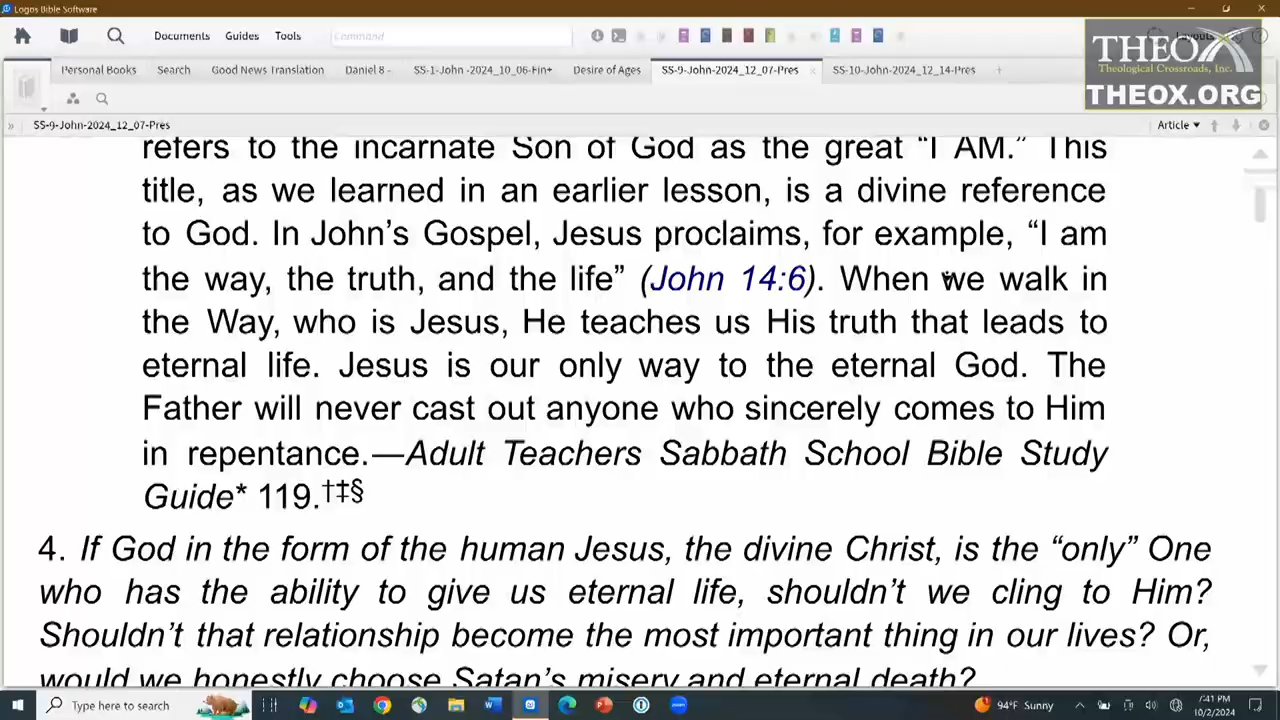 Logos Bible Software
Documents Guides Tools Command
THEOX
Theological Crossroads, Inc.
THEOX.ORG
Personal Books Search Good News Translation Daniel 8 - Desire of Ages SS-9-John-2024_12_07-Pres SS-10-John-2024_12_14-Pres +
SS-9-John-2024_12_07-Pres Article
refers to the incarnate Son of God as the great “I AM.” This
title, as we learned in an earlier lesson, is a divine reference
to God. In John’s Gospel, Jesus proclaims, for example, “I am
the way, the truth, and the life” (John 14:6). When we walk in
the Way, who is Jesus, He teaches us His truth that leads to
eternal life. Jesus is our only way to the eternal God. The
Father will never cast out anyone who sincerely comes to Him
in repentance.—Adult Teachers Sabbath School Bible Study
Guide* 119.†‡§
4. If God in the form of the human Jesus, the divine Christ, is the “only” One
who has the ability to give us eternal life, shouldn’t we cling to Him?
Shouldn’t that relationship become the most important thing in our lives? Or,
would we honestly choose Satan’s misery and eternal death?
Type here to search 94°F Sunny 7:41 PM
10/2/2024